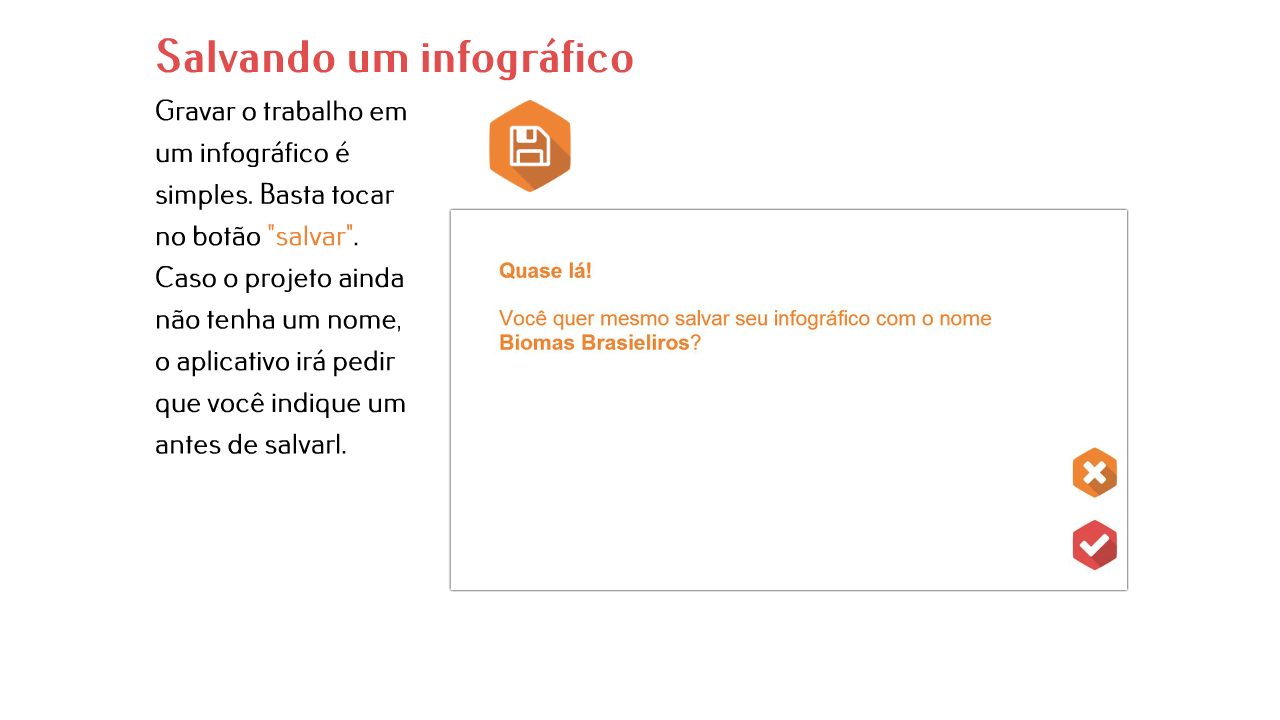 Salvando um infográfico
Gravar o trabalho em
um infográfico é
simples. Basta tocar
no botão "salvar".
Caso o projeto ainda
não tenha um nome,
o aplicativo irá pedir
que você indique um
antes de salvarl.
Quase lá!
Você quer mesmo salvar seu infográfico com o nome
Biomas Brasieliros?